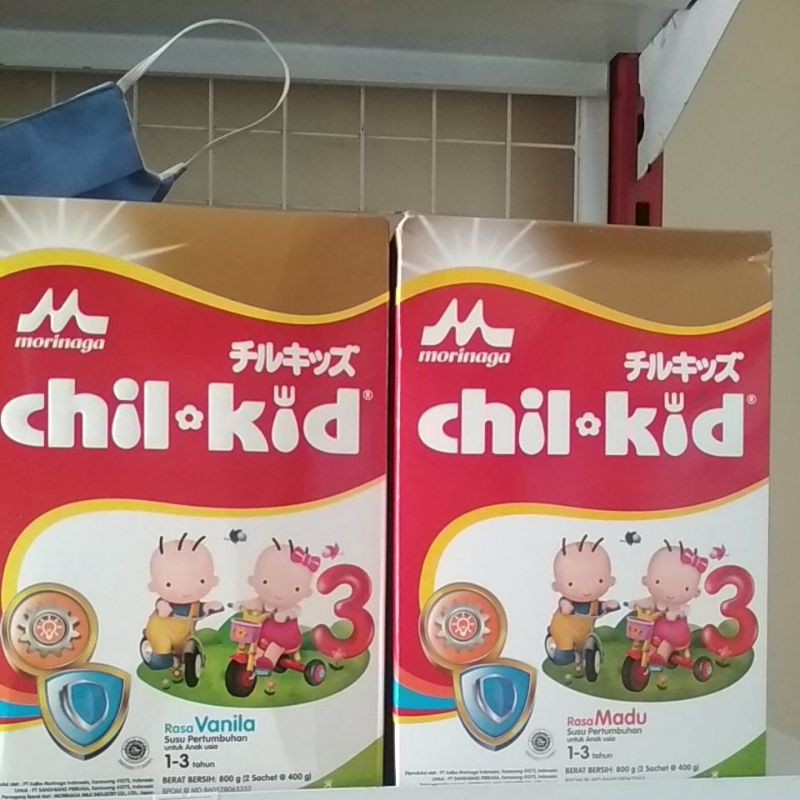 morinaga
チルキッズ
chil kid®
3
Rasa Vanila
Susu Pertumbuhan
untuk Anak usia
1-3 tahun
BERAT BERSIH: 800 g (2 Sachet @ 400 g)
morinaga
チルキッズ
chil kid®
3
Rasa Madu
Susu Pertumbuhan
untuk Anak usia
1-3 tahun
BERAT BERSIH: 800 g (2 Sachet @ 400 g)